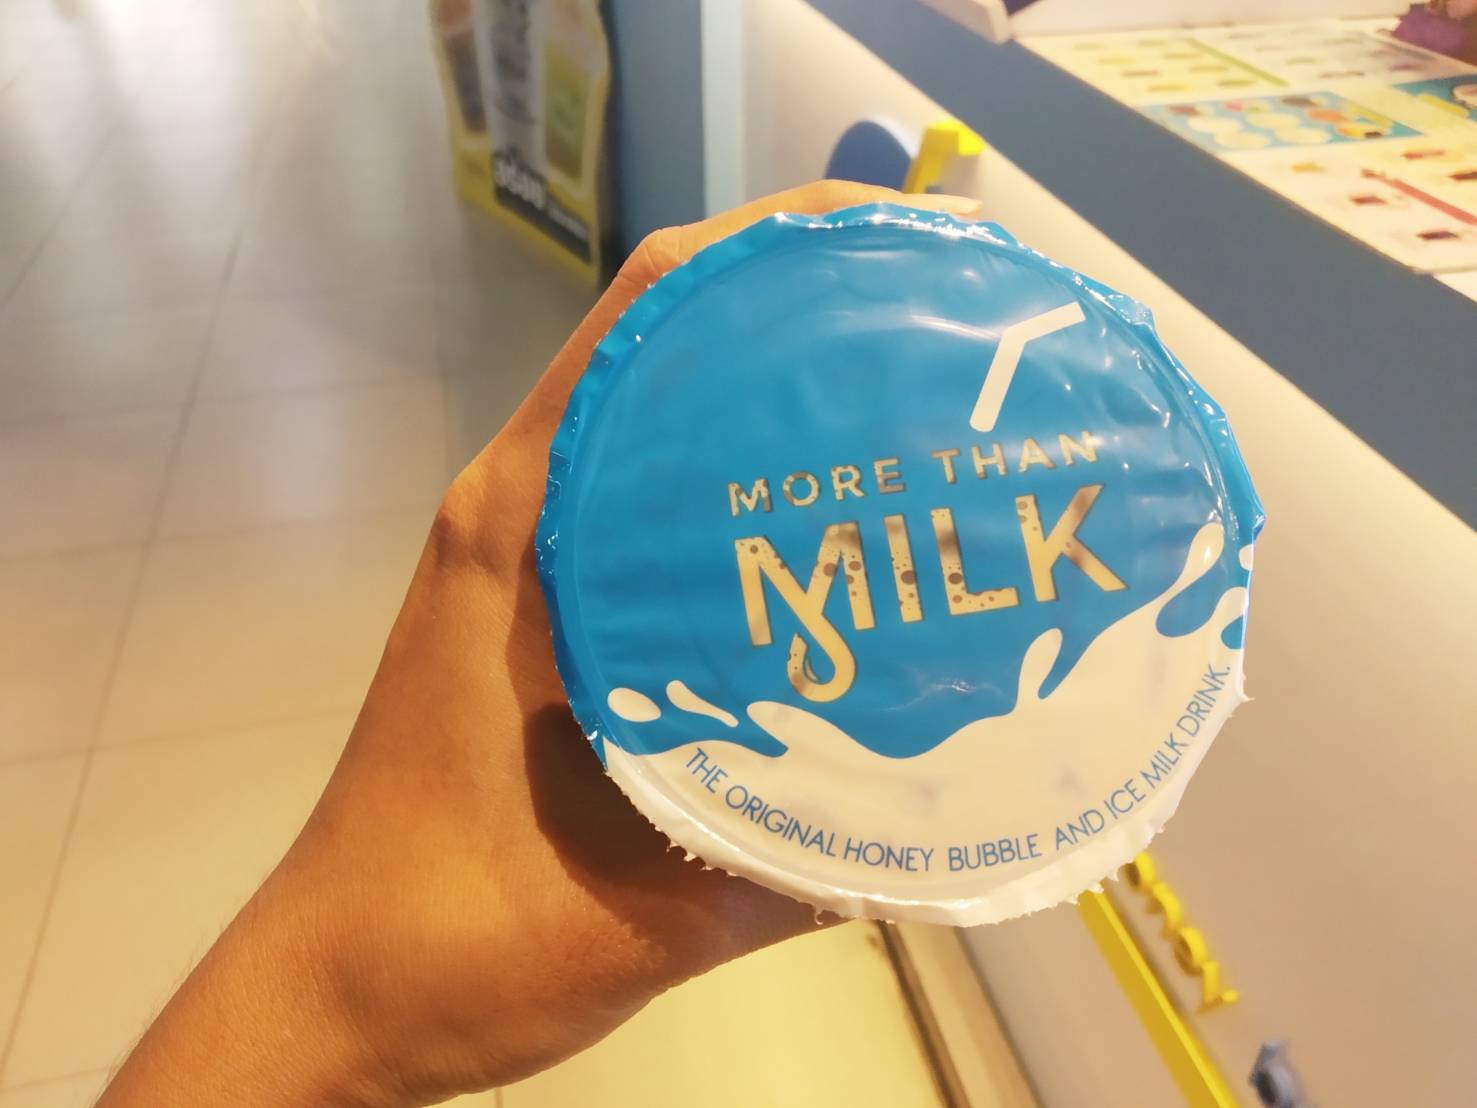 MORE THAN
MILK
THE ORIGINAL HONEY BUBBLE AND ICE MILK DRINK.